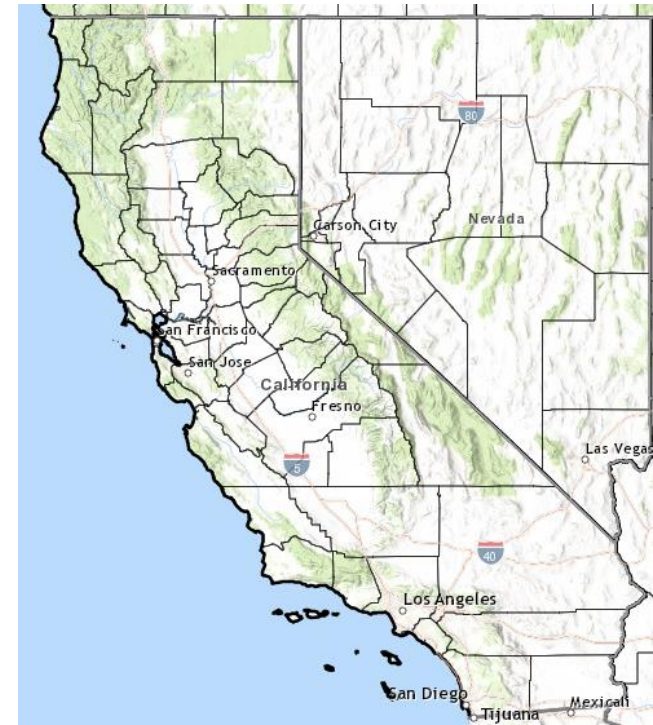 80
Carson City
Nevada
Sacramento
San Francisco
San Jose
California
Fresno
Las Vegas
5
40
Los Angeles
San Diego
Mexicali
Tijuana